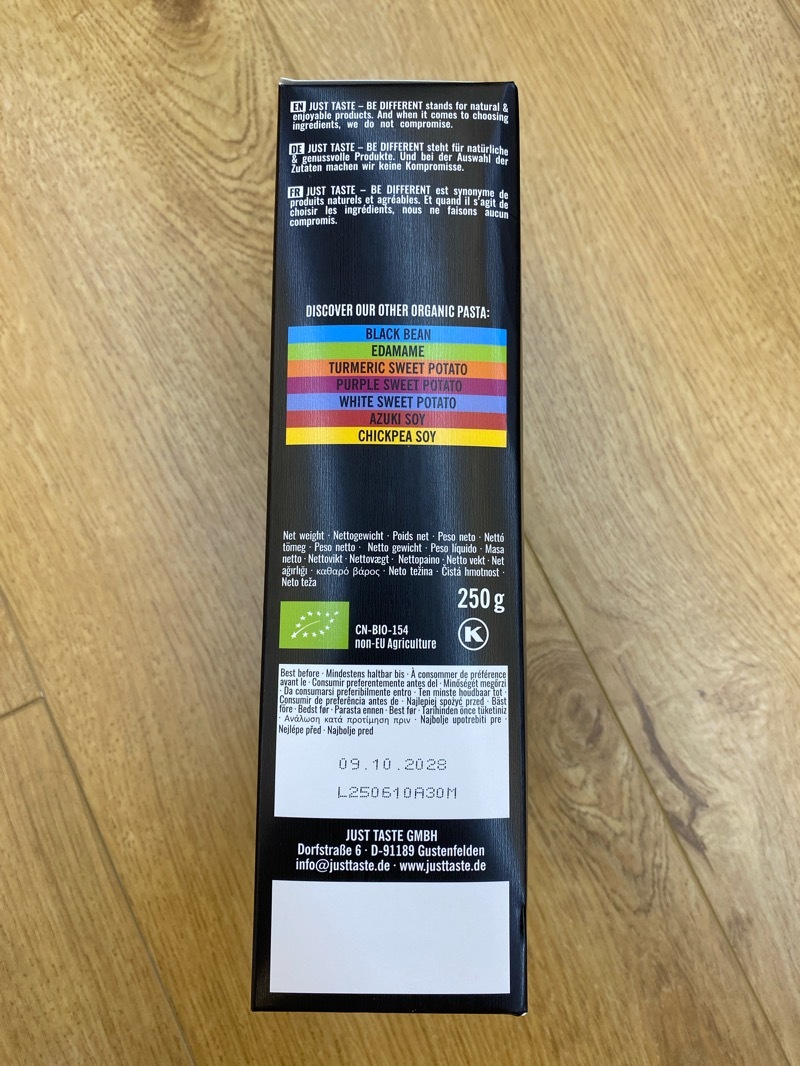 EN JUST TASTE – BE DIFFERENT stands for natural &
enjoyable products. And when it comes to choosing
ingredients, we do not compromise.
DE JUST TASTE – BE DIFFERENT steht für natürliche
& genussvolle Produkte. Und bei der Auswahl der
Zutaten machen wir keine Kompromisse.
FR JUST TASTE – BE DIFFERENT est synonyme de
produits naturels et agréables. Et quand il s'agit de
choisir les ingrédients, nous ne faisons aucun
compromis.
DISCOVER OUR OTHER ORGANIC PASTA:
BLACK BEAN
EDAMAME
TURMERIC SWEET POTATO
PURPLE SWEET POTATO
WHITE SWEET POTATO
AZUKI SOY
CHICKPEA SOY
Net weight · Nettogewicht · Poids net · Peso neto · Nettó
tömeg · Peso netto · Netto gewicht · Peso líquido · Masa
netto · Nettovikt · Nettovægt · Nettopaino · Netto vekt · Net
ağırlığı · καθαρό βάρος · Neto težina · Čistá hmotnost ·
Neto teža
250 g
CN-BIO-154
non-EU Agriculture
K
Best before · Mindestens haltbar bis · À consommer de préférence
avant le · Consumir preferentemente antes del · Minőségét megőrzi
· Da consumarsi preferibilmente entro · Ten minste houdbaar tot ·
Consumir de preferência antes de · Najlepiej spożyć przed · Bäst
före · Bedst før · Parasta ennen · Best før · Tarihinden önce tüketiniz
· Ανάλωση κατά προτίμηση πριν · Najbolje upotrebiti pre ·
Nejlépe před · Najbolje pred
09.10.2028
L250610A30M
JUST TASTE GMBH
Dorfstraße 6 · D-91189 Gustenfelden
info@justtaste.de · www.justtaste.de